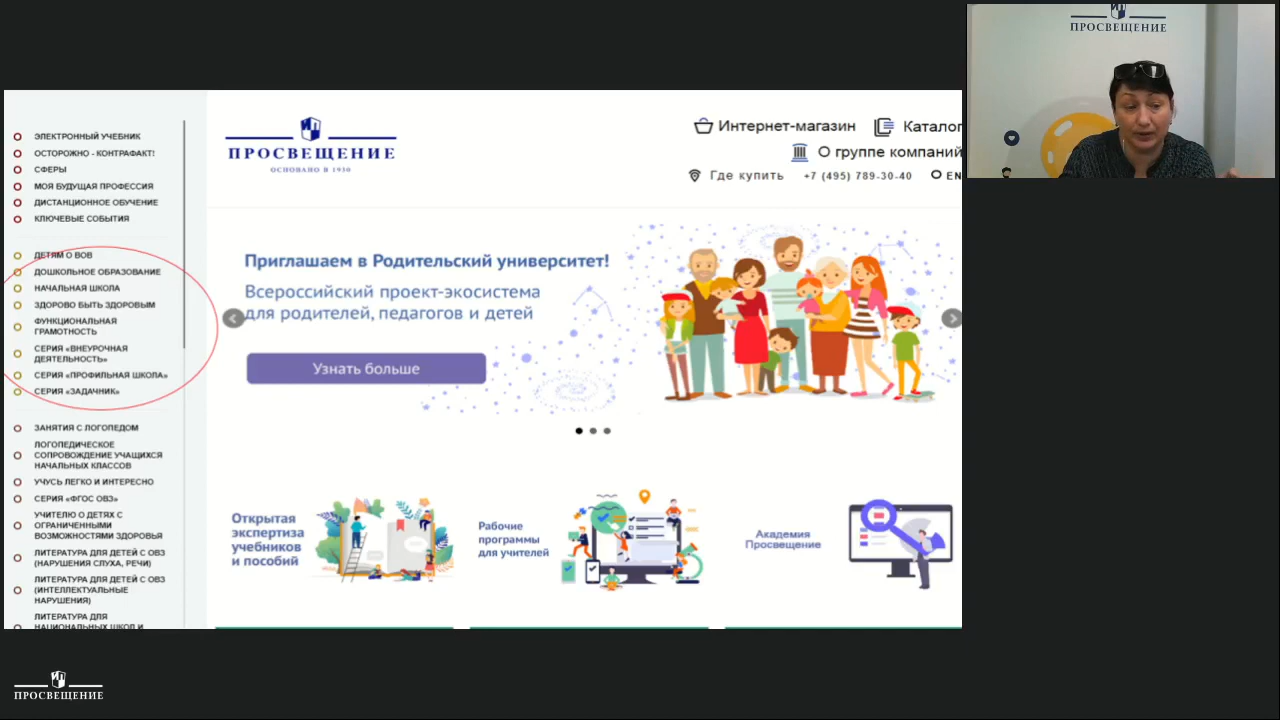 ПРОСВЕЩЕНИЕ
ЭЛЕКТРОННЫЙ УЧЕБНИК
ОСТОРОЖНО - КОНТРАФАКТ!
СФЕРЫ
МОЯ БУДУЩАЯ ПРОФЕССИЯ
ДИСТАНЦИОННОЕ ОБУЧЕНИЕ
КЛЮЧЕВЫЕ СОБЫТИЯ
ДЕТЯМ О ВОВ
ДОШКОЛЬНОЕ ОБРАЗОВАНИЕ
НАЧАЛЬНАЯ ШКОЛА
ЗДОРОВО БЫТЬ ЗДОРОВЫМ
ФУНКЦИОНАЛЬНАЯ
ГРАМОТНОСТЬ
СЕРИЯ «ВНЕУРОЧНАЯ
ДЕЯТЕЛЬНОСТЬ»
СЕРИЯ «ПРОФИЛЬНАЯ ШКОЛА»
СЕРИЯ «ЗАДАЧНИК»
ЗАНЯТИЯ С ЛОГОПЕДОМ
ЛОГОПЕДИЧЕСКОЕ
СОПРОВОЖДЕНИЕ УЧАЩИХСЯ
НАЧАЛЬНЫХ КЛАССОВ
УЧУСЬ ЛЕГКО И ИНТЕРЕСНО
СЕРИЯ «ФГОС ОВЗ»
УЧИТЕЛЮ О ДЕТЯХ С
ОГРАНИЧЕННЫМИ
ВОЗМОЖНОСТЯМИ ЗДОРОВЬЯ
ЛИТЕРАТУРА ДЛЯ ДЕТЕЙ С ОВЗ
(НАРУШЕНИЯ СЛУХА, РЕЧИ)
ЛИТЕРАТУРА ДЛЯ ДЕТЕЙ С ОВЗ
(ИНТЕЛЛЕКТУАЛЬНЫЕ
НАРУШЕНИЯ)
ЛИТЕРАТУРА ДЛЯ
НАЦИОНАЛЬНЫХ ШКОЛ И
ПРОСВЕЩЕНИЕ
ОСНОВАНО В 1930
Интернет-магазин
Каталог
О группе компаний
Где купить
+7 (495) 789-30-40
EN
Приглашаем в Родительский университет!
Всероссийский проект-экосистема
для родителей, педагогов и детей
Узнать больше
Открытая
экспертиза
учебников
и пособий
Рабочие
программы
для учителей
Академия
Просвещение
ПРОСВЕЩЕНИЕ